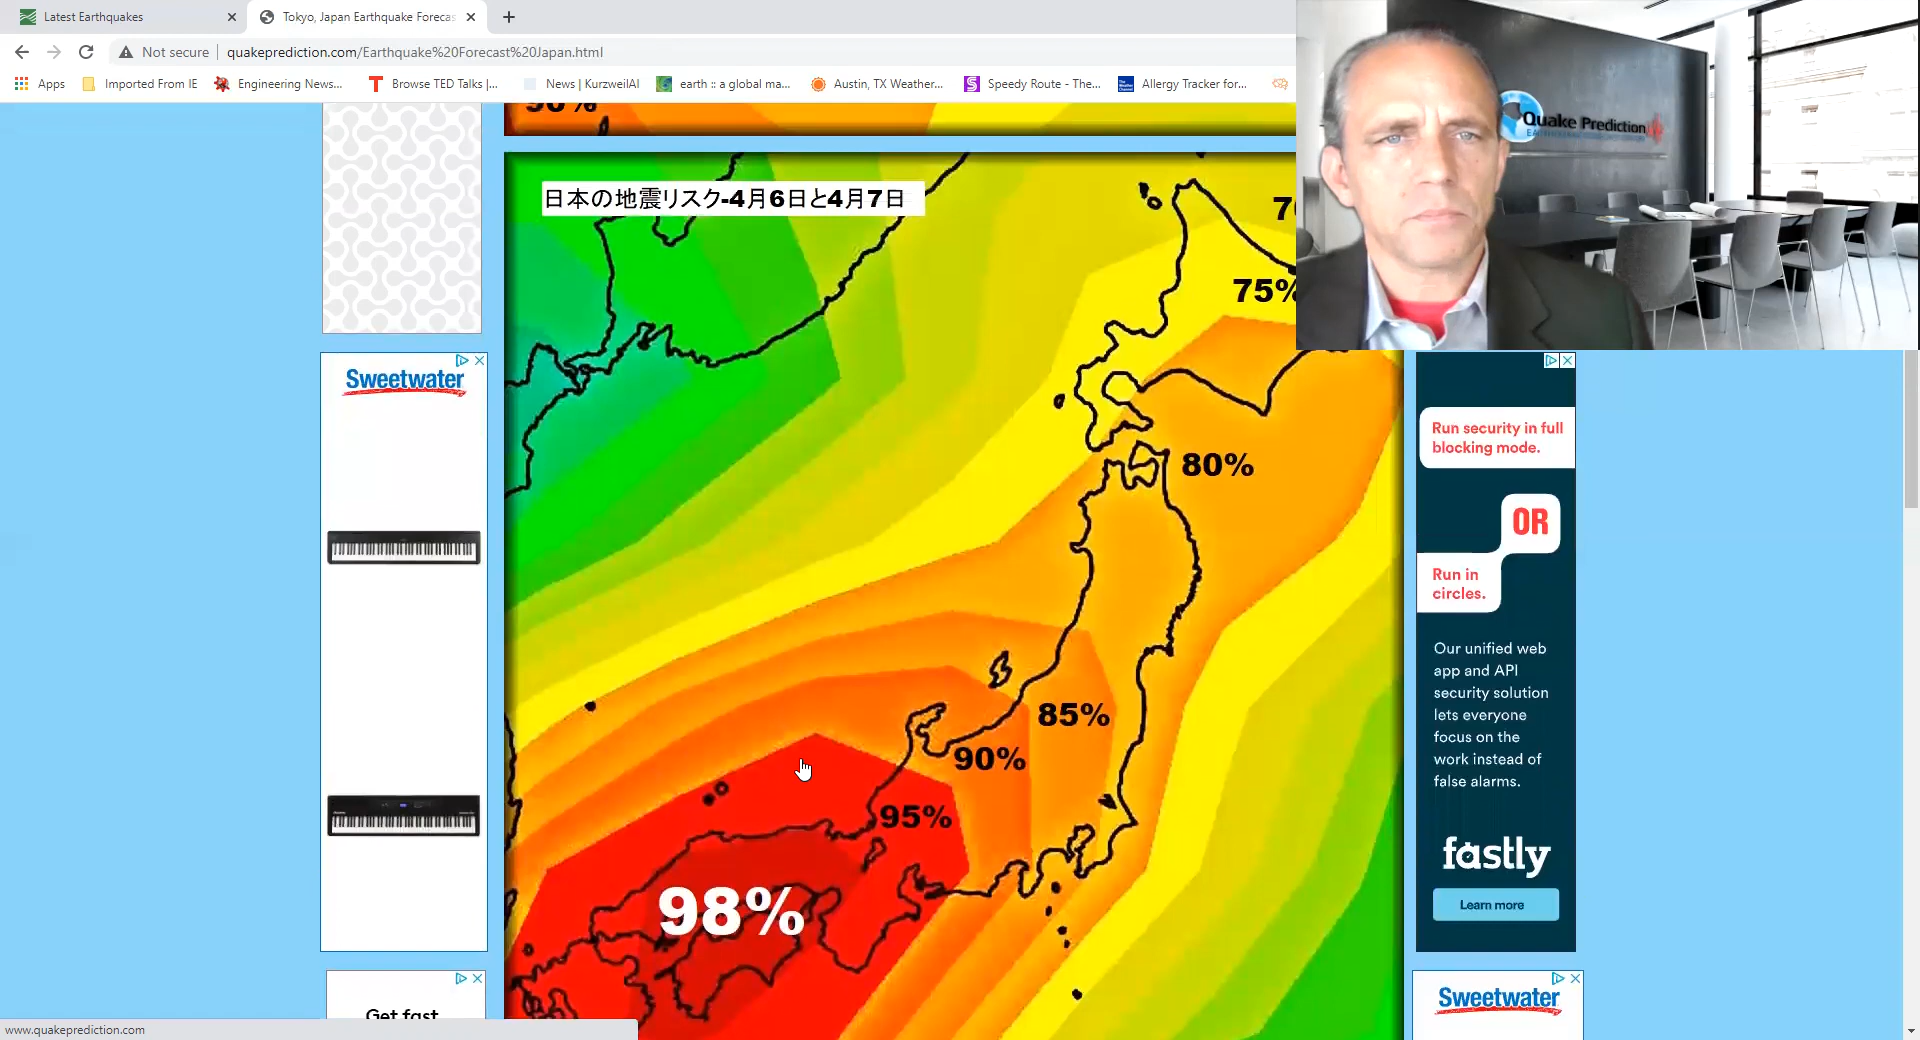 Latest Earthquakes
Tokyo, Japan Earthquake Forecas
Not secure
quakeprediction.com/Earthquake%20Forecast%20Japan.html
Apps
Imported From IE
Engineering News...
Browse TED Talks |...
News | KurzweilAI
earth :: a global ma...
Austin, TX Weather...
Speedy Route - The...
Allergy Tracker for...
Quake Prediction
90%
日本の地震リスク-4月6日と4月7日
75%
80%
85%
90%
95%
98%
Sweetwater
Get fast
Run security in full
blocking mode.
OR
Run in
circles.
Our unified web
app and API
security solution
lets everyone
focus on the
work instead of
false alarms.
fastly
Learn more
Sweetwater
www.quakeprediction.com